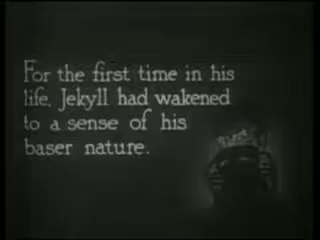 For the first time in his
life, Jekyll had wakened
to a sense of his
baser nature.